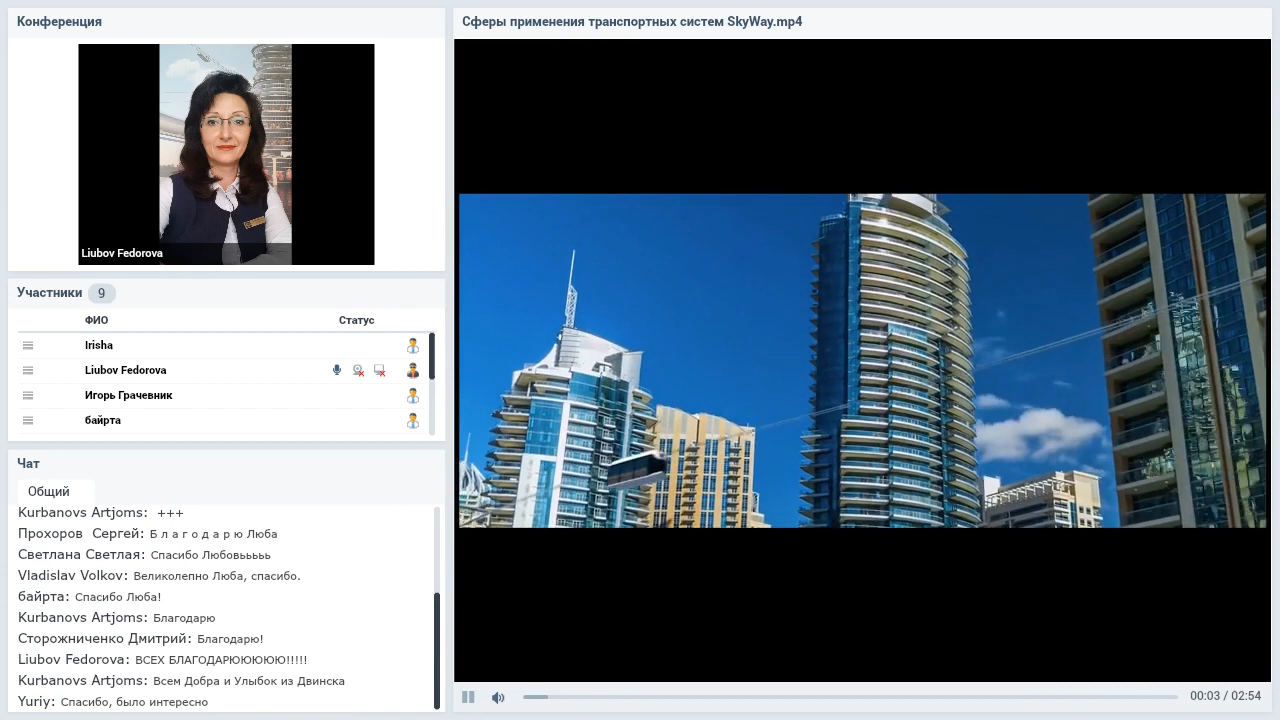 Конференция
Liubov Fedorova
Участники 9
ФИО Статус
Irisha
Liubov Fedorova
Игорь Грачевник
байрта
Чат
Общий
Kurbanovs Artjoms: +++
Прохоров Сергей: Б л а г о д а р ю Люба
Светлана Светлая: Спасибо Любовьььььь
Vladislav Volkov: Великолепно Люба, спасибо.
байрта: Спасибо Люба!
Kurbanovs Artjoms: Благодарю
Сторожниченко Дмитрий: Благодарю!
Liubov Fedorova: ВСЕХ БЛАГОДАРЮЮЮЮЮ!!!!!
Kurbanovs Artjoms: Всем Добра и Улыбок из Двинска
Yuriy: Спасибо, было интересно
Сферы применения транспортных систем SkyWay.mp4
00:03 / 02:54